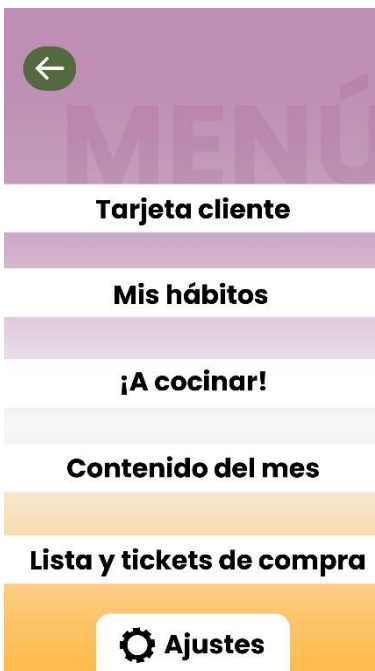 MENÚ
Tarjeta cliente
Mis hábitos
¡A cocinar!
Contenido del mes
Lista y tickets de compra
Ajustes